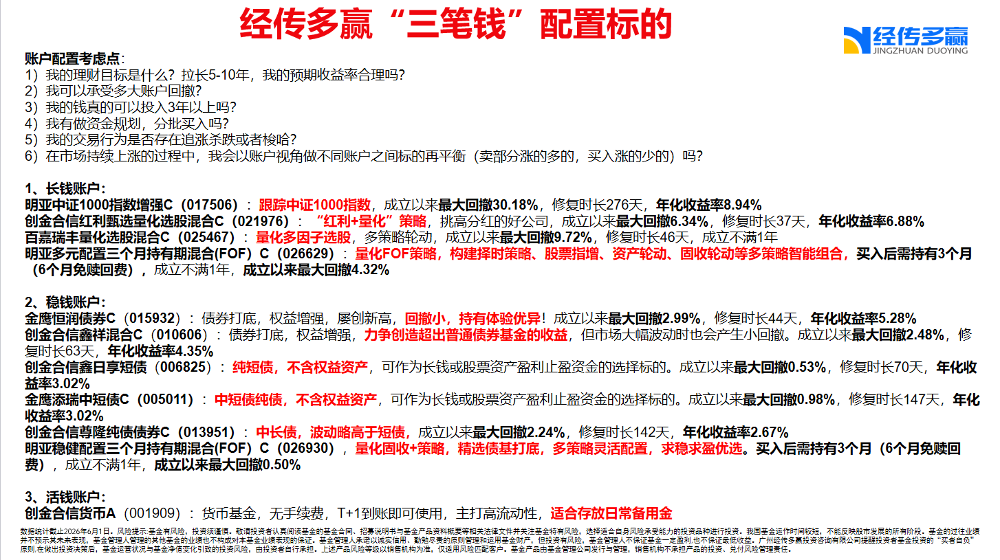 经传多赢“三笔钱”配置标的
经传多赢
JINGZHUAN DUOYING
账户配置考虑点：
1）我的理财目标是什么？拉长5-10年，我的预期收益率合理吗？
2）我可以承受多大账户回撤？
3）我的钱真的可以投入3年以上吗？
4）我有做资金规划，分批买入吗？
5）我的交易行为是否存在追涨杀跌或者梭哈？
6）在市场持续上涨的过程中，我会以账户视角做不同账户之间标的再平衡（卖部分涨的多的，买入涨的少的）吗？
1、长钱账户：
明亚中证1000指数增强C（017506）：跟踪中证1000指数，成立以来最大回撤30.18%，修复时长276天，年化收益率8.94%
创金合信红利甄选量化选股混合C（021976）：“红利+量化”策略，挑高分红的好公司，成立以来最大回撤6.34%，修复时长37天，年化收益率6.88%
百嘉瑞丰量化选股混合C（025467）：量化多因子选股，多策略轮动，成立以来最大回撤9.72%，修复时长46天，成立不满1年
明亚多元配置三个月持有期混合(FOF）C（026629）：量化FOF策略，构建择时策略、股票指增、资产轮动、固收轮动等多策略智能组合，买入后需持有3个月
（6个月免赎回费），成立不满1年，成立以来最大回撤4.32%
2、稳钱账户：
金鹰恒润债券C（015932）：债券打底，权益增强，屡创新高，回撤小，持有体验优异！成立以来最大回撤2.99%，修复时长44天，年化收益率5.28%
创金合信鑫祥混合C（010606）：债券打底，权益增强，力争创造超出普通债券基金的收益，但市场大幅波动时也会产生小回撤。成立以来最大回撤2.48%，修
复时长63天，年化收益率4.35%
创金合信鑫日享短债（006825）：纯短债，不含权益资产，可作为长钱或股票资产盈利止盈资金的选择标的。成立以来最大回撤0.53%，修复时长70天，年化收
益率3.02%
金鹰添瑞中短债C（005011）：中短债纯债，不含权益资产，可作为长钱或股票资产盈利止盈资金的选择标的。成立以来最大回撤0.98%，修复时长147天，年化
收益率3.02%
创金合信尊隆纯债债券C（013951）：中长债，波动略高于短债，成立以来最大回撤2.24%，修复时长142天，年化收益率2.67%
明亚稳健配置三个月持有期混合(FOF）C（026930），量化固收+策略，精选债基打底，多策略灵活配置，求稳求盈优选。买入后需持有3个月（6个月免赎回
费），成立不满1年，成立以来最大回撤0.50%
3、活钱账户：
创金合信货币A（001909）：货币基金，无手续费，T+1到账即可使用，主打高流动性，适合存放日常备用金
数据统计截止2026年6月1日。风险提示:基金有风险，投资须谨慎。敬请投资者认真阅读基金的基金合同、招募说明书与基金产品资料概要等相关法律文件并关注基金特有风险，选择适合自身风险承受能力的投资品种进行投资。我国基金运作时间较短，不能反映股市发展的所有阶段。基金的过往业绩
并不预示其未来表现，基金管理人管理的其他基金的业绩也不构成对本基金业绩表现的保证。基金管理人承诺以诚实信用、勤勉尽责的原则管理和运用基金财产，但投资有风险，基金管理人不保证基金一定盈利,也不保证最低收益。广州经传多赢投资咨询有限公司提醒投资者基金投资的“买者自负”
原则,在做出投资决策后，基金运营状况与基金净值变化引致的投资风险，由投资者自行承担。上述产品风险等级以销售机构为准，仅适用风险匹配客户。基金产品由基金管理公司发行与管理，销售机构不承担产品的投资、兑付风险管理责任。